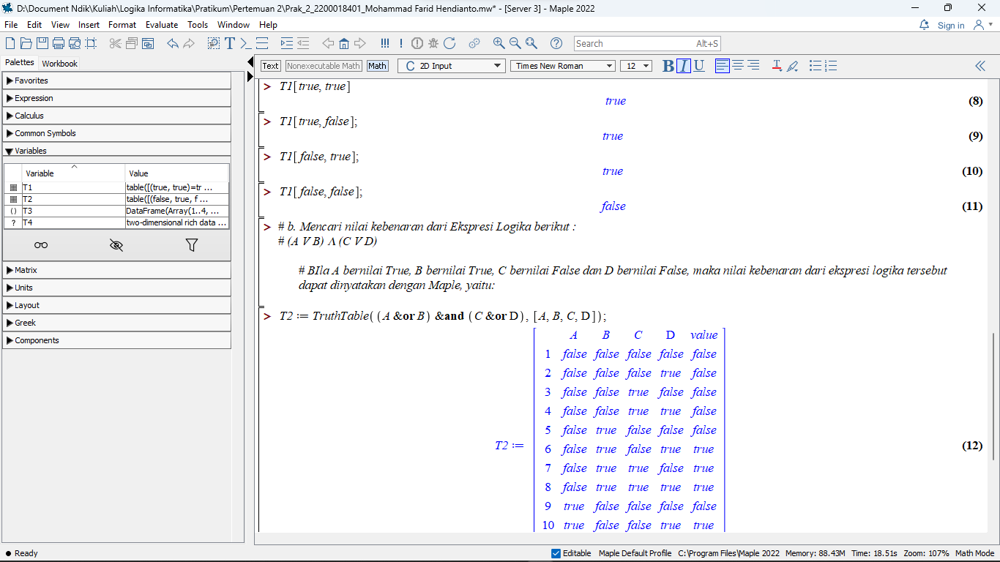 D:\Document Ndik\Kuliah\Logika Informatika\Pratikum\Pertemuan 2\Prak_2_2200018401_Mohammad Farid Hendianto.mw* - [Server 3] - Maple 2022
File Edit View Insert Format Evaluate Tools Window Help
Sign in
Search Alt+S
Palettes Workbook
Text Nonexecutable Math Math C 2D Input Times New Roman 12 B I U
Favorites
Expression
Calculus
Common Symbols
Variables
Variable Value
T1 table([(true, true)=tr ...
T2 table([(false, true, f ...
T3 DataFrame(Array(1..4, ...
T4 two-dimensional rich data ...
Matrix
Units
Layout
Greek
Components
> T1[true, true]
true (8)
> T1[true, false];
true (9)
> T1[false, true];
true (10)
> T1[false, false];
false (11)
> # b. Mencari nilai kebenaran dari Ekspresi Logika berikut :
# (A V B) Λ (C V D)
# BIla A bernilai True, B bernilai True, C bernilai False dan D bernilai False, maka nilai kebenaran dari ekspresi logika tersebut
dapat dinyatakan dengan Maple, yaitu:
> T2 := TruthTable( (A &or B) &and (C &or D), [A, B, C, D]);
A B C D value
1 false false false false false
2 false false false true false
3 false false true false false
4 false false true true false
5 false true false false false
T2 := (12)
6 false true false true true
7 false true true false true
8 false true true true true
9 true false false false false
10 true false false true true
Ready
Editable Maple Default Profile C:\Program Files\Maple 2022 Memory: 88.43M Time: 18.51s Zoom: 107% Math Mode